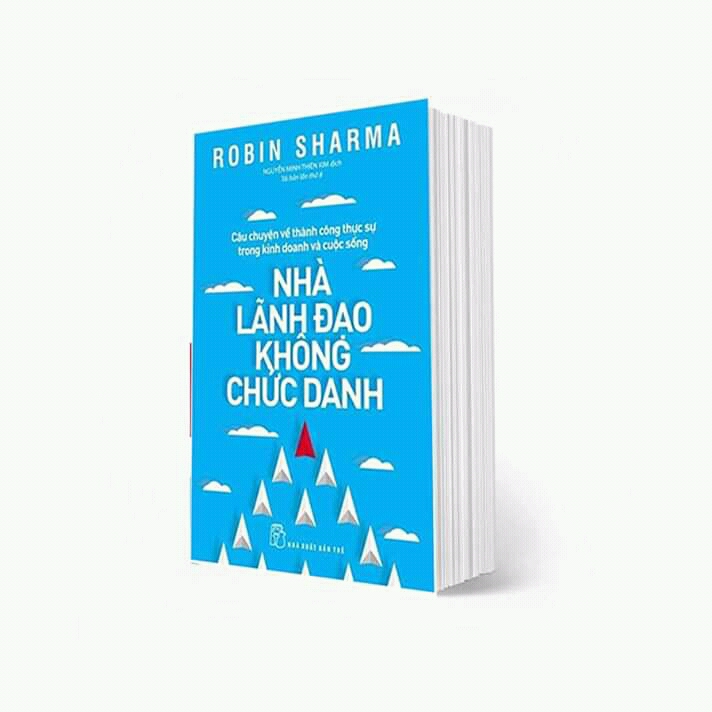 ROBIN SHARMA
NGUYỄN MINH THIÊN KIM dịch
Tái bản lần thứ 8
Câu chuyện về thành công thực sự
trong kinh doanh và cuộc sống
NHÀ
LÃNH ĐẠO
KHÔNG
CHỨC DANH
NHÀ XUẤT BẢN TRẺ